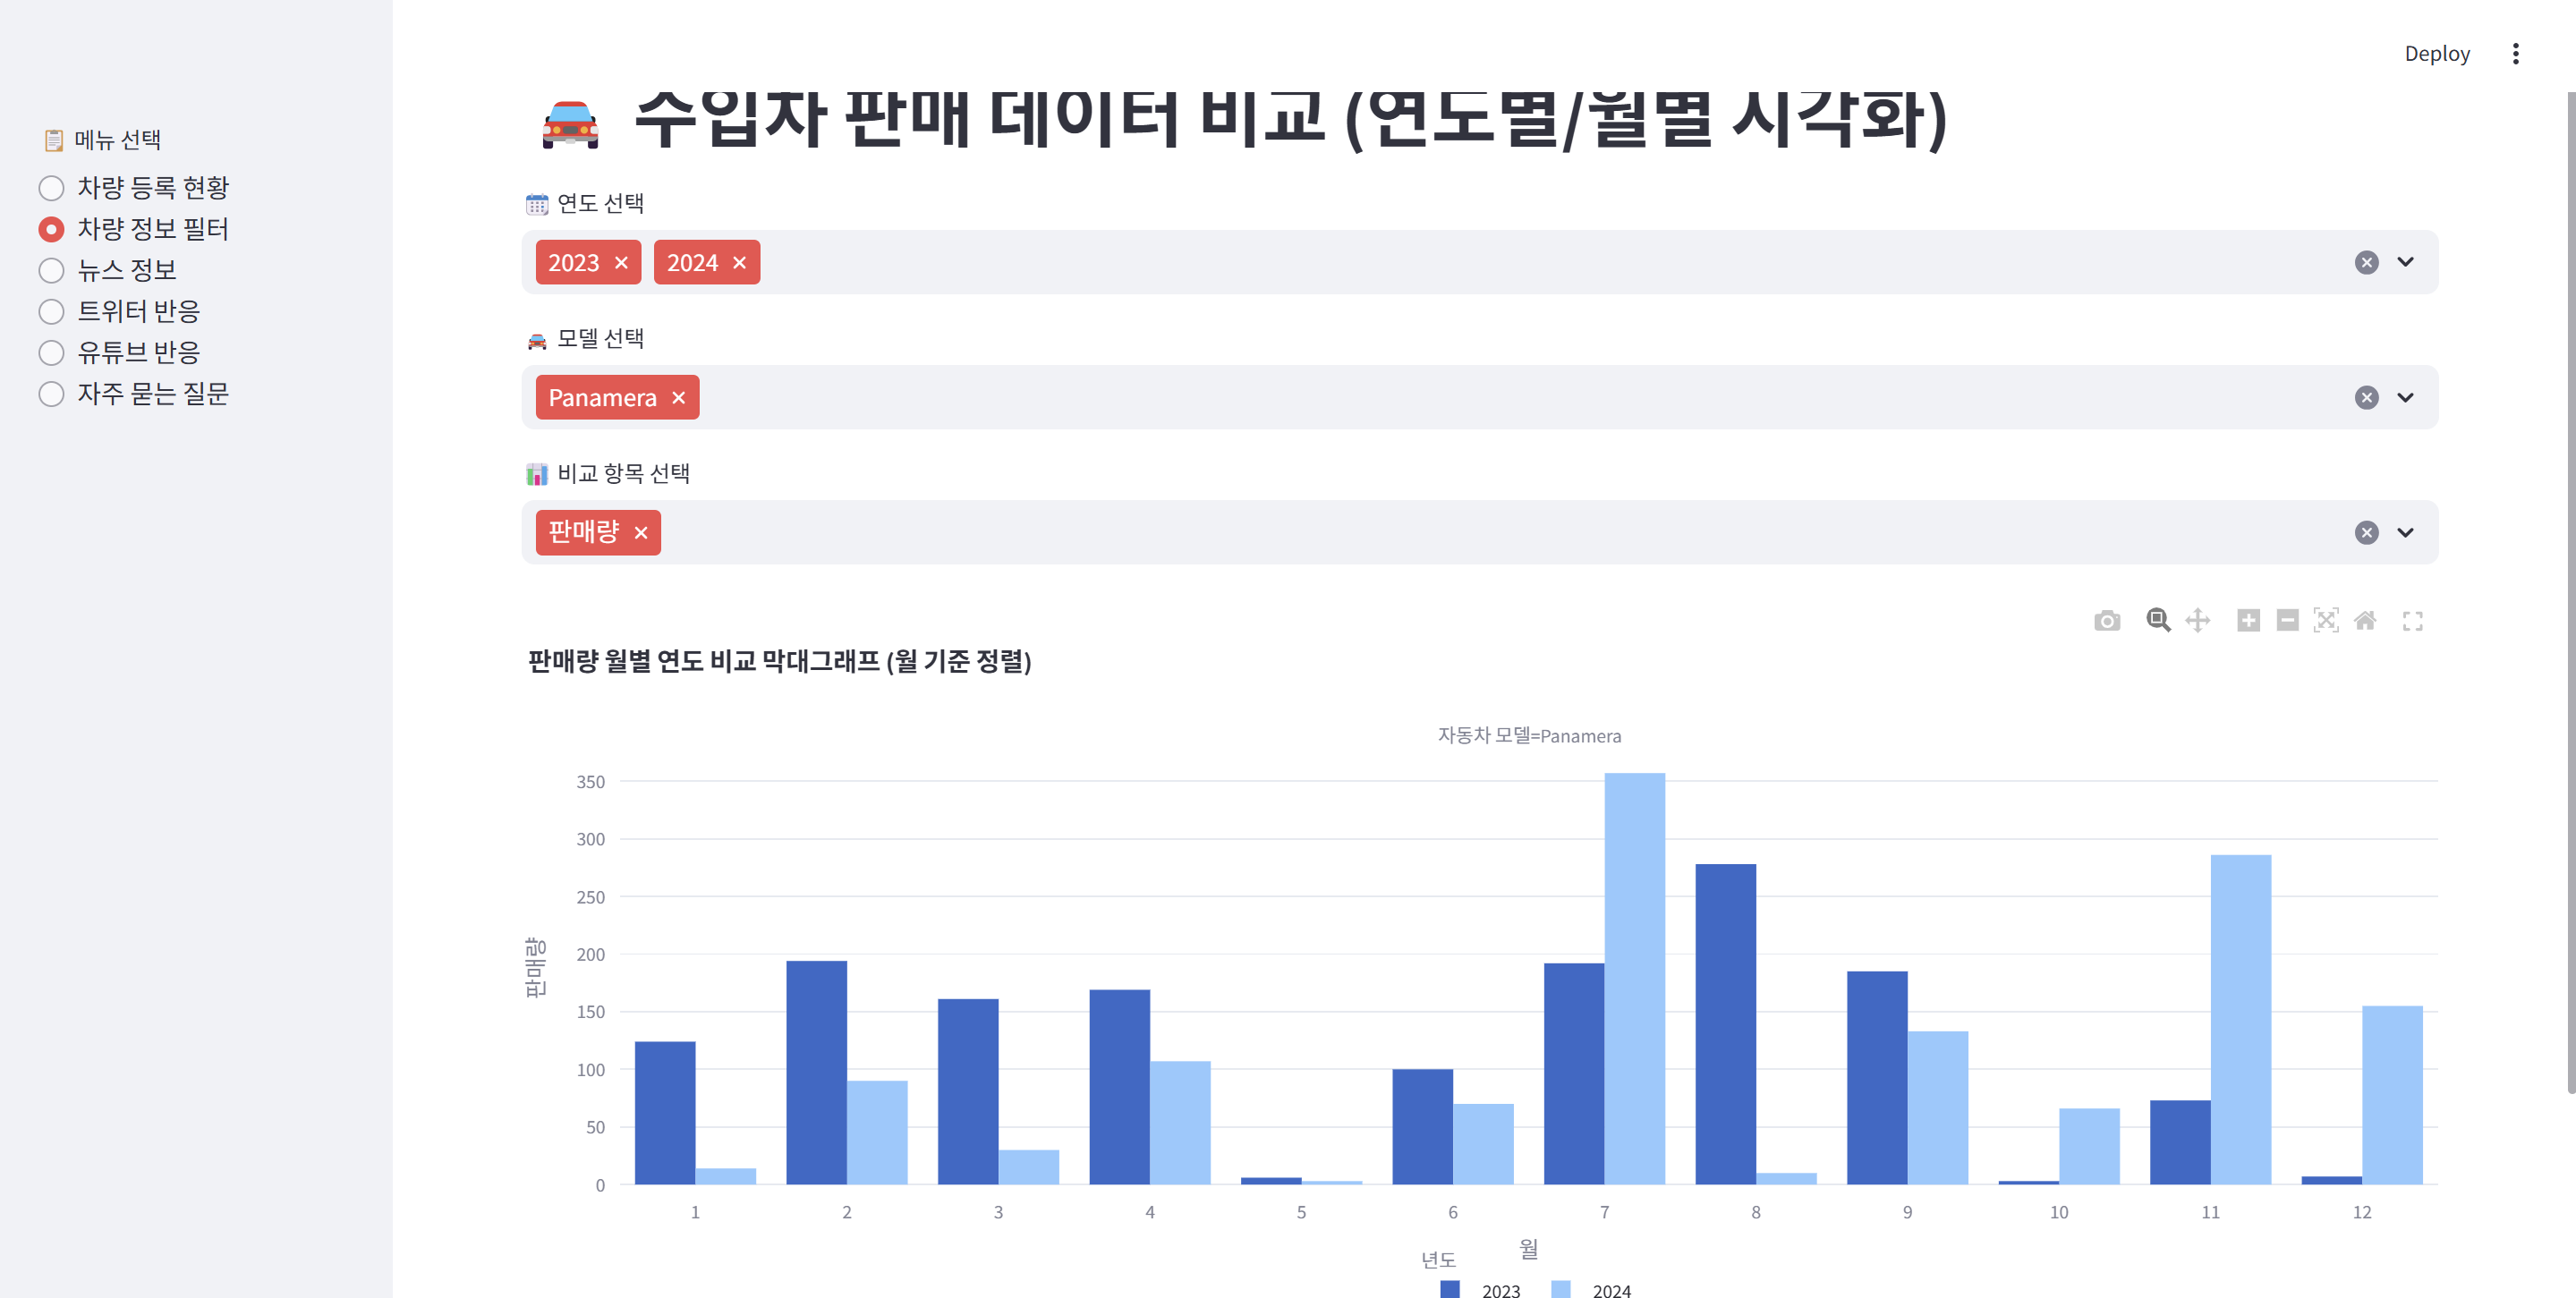 Deploy
메뉴 선택
차량 등록 현황
차량 정보 필터
뉴스 정보
트위터 반응
유튜브 반응
자주 묻는 질문
수입차 판매 데이터 비교 (연도별/월별 시각화)
연도 선택
2023 2024
모델 선택
Panamera
비교 항목 선택
판매량
판매량 월별 연도 비교 막대그래프 (월 기준 정렬)
자동차 모델=Panamera
350
300
250
200
150
100
50
0
판매량
1 2 3 4 5 6 7 8 9 10 11 12
월
년도
2023 2024